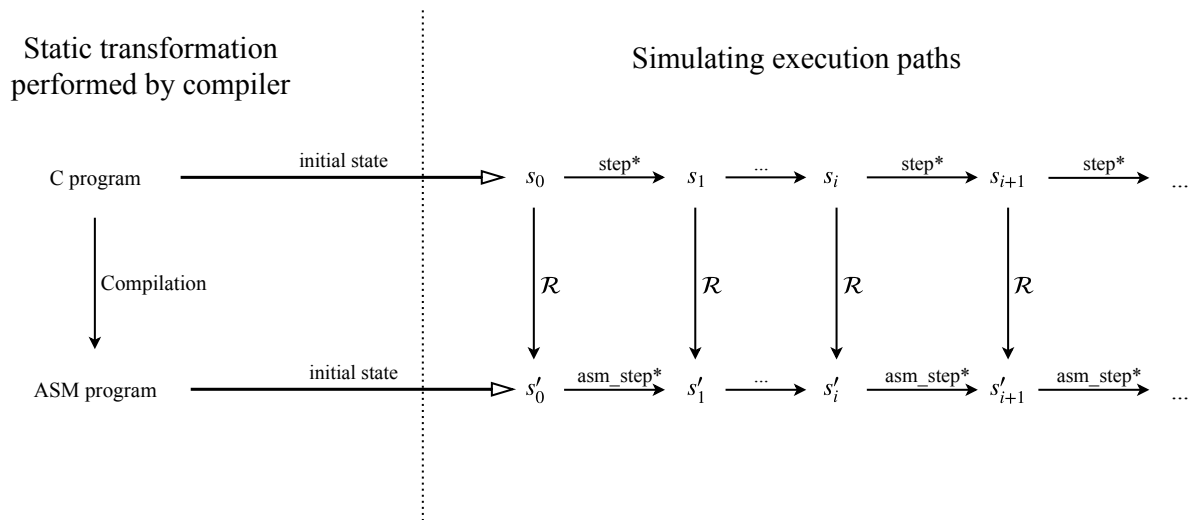 Static transformation
performed by compiler
Simulating execution paths
C program
initial state
s₀
step*
s₁
...
sᵢ
step*
sᵢ₊₁
step*
...
Compilation
ℛ
ℛ
ℛ
ℛ
ASM program
initial state
s′₀
asm_step*
s′₁
...
s′ᵢ
asm_step*
s′ᵢ₊₁
asm_step*
...